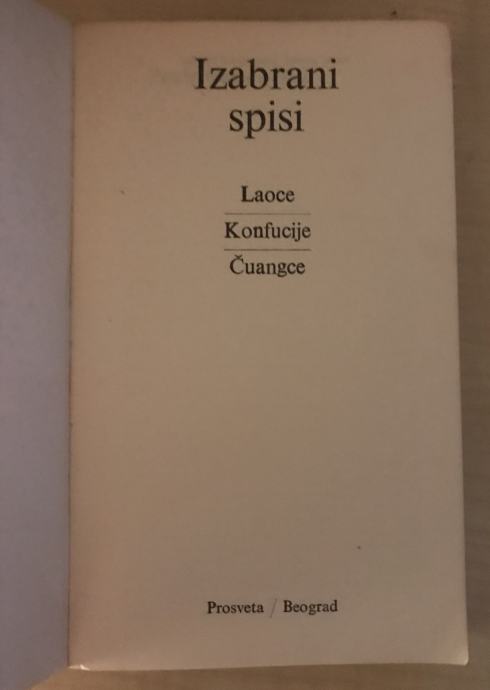 Izabrani
spisi
Laoce
Konfucije
Čuangce
Prosveta / Beograd